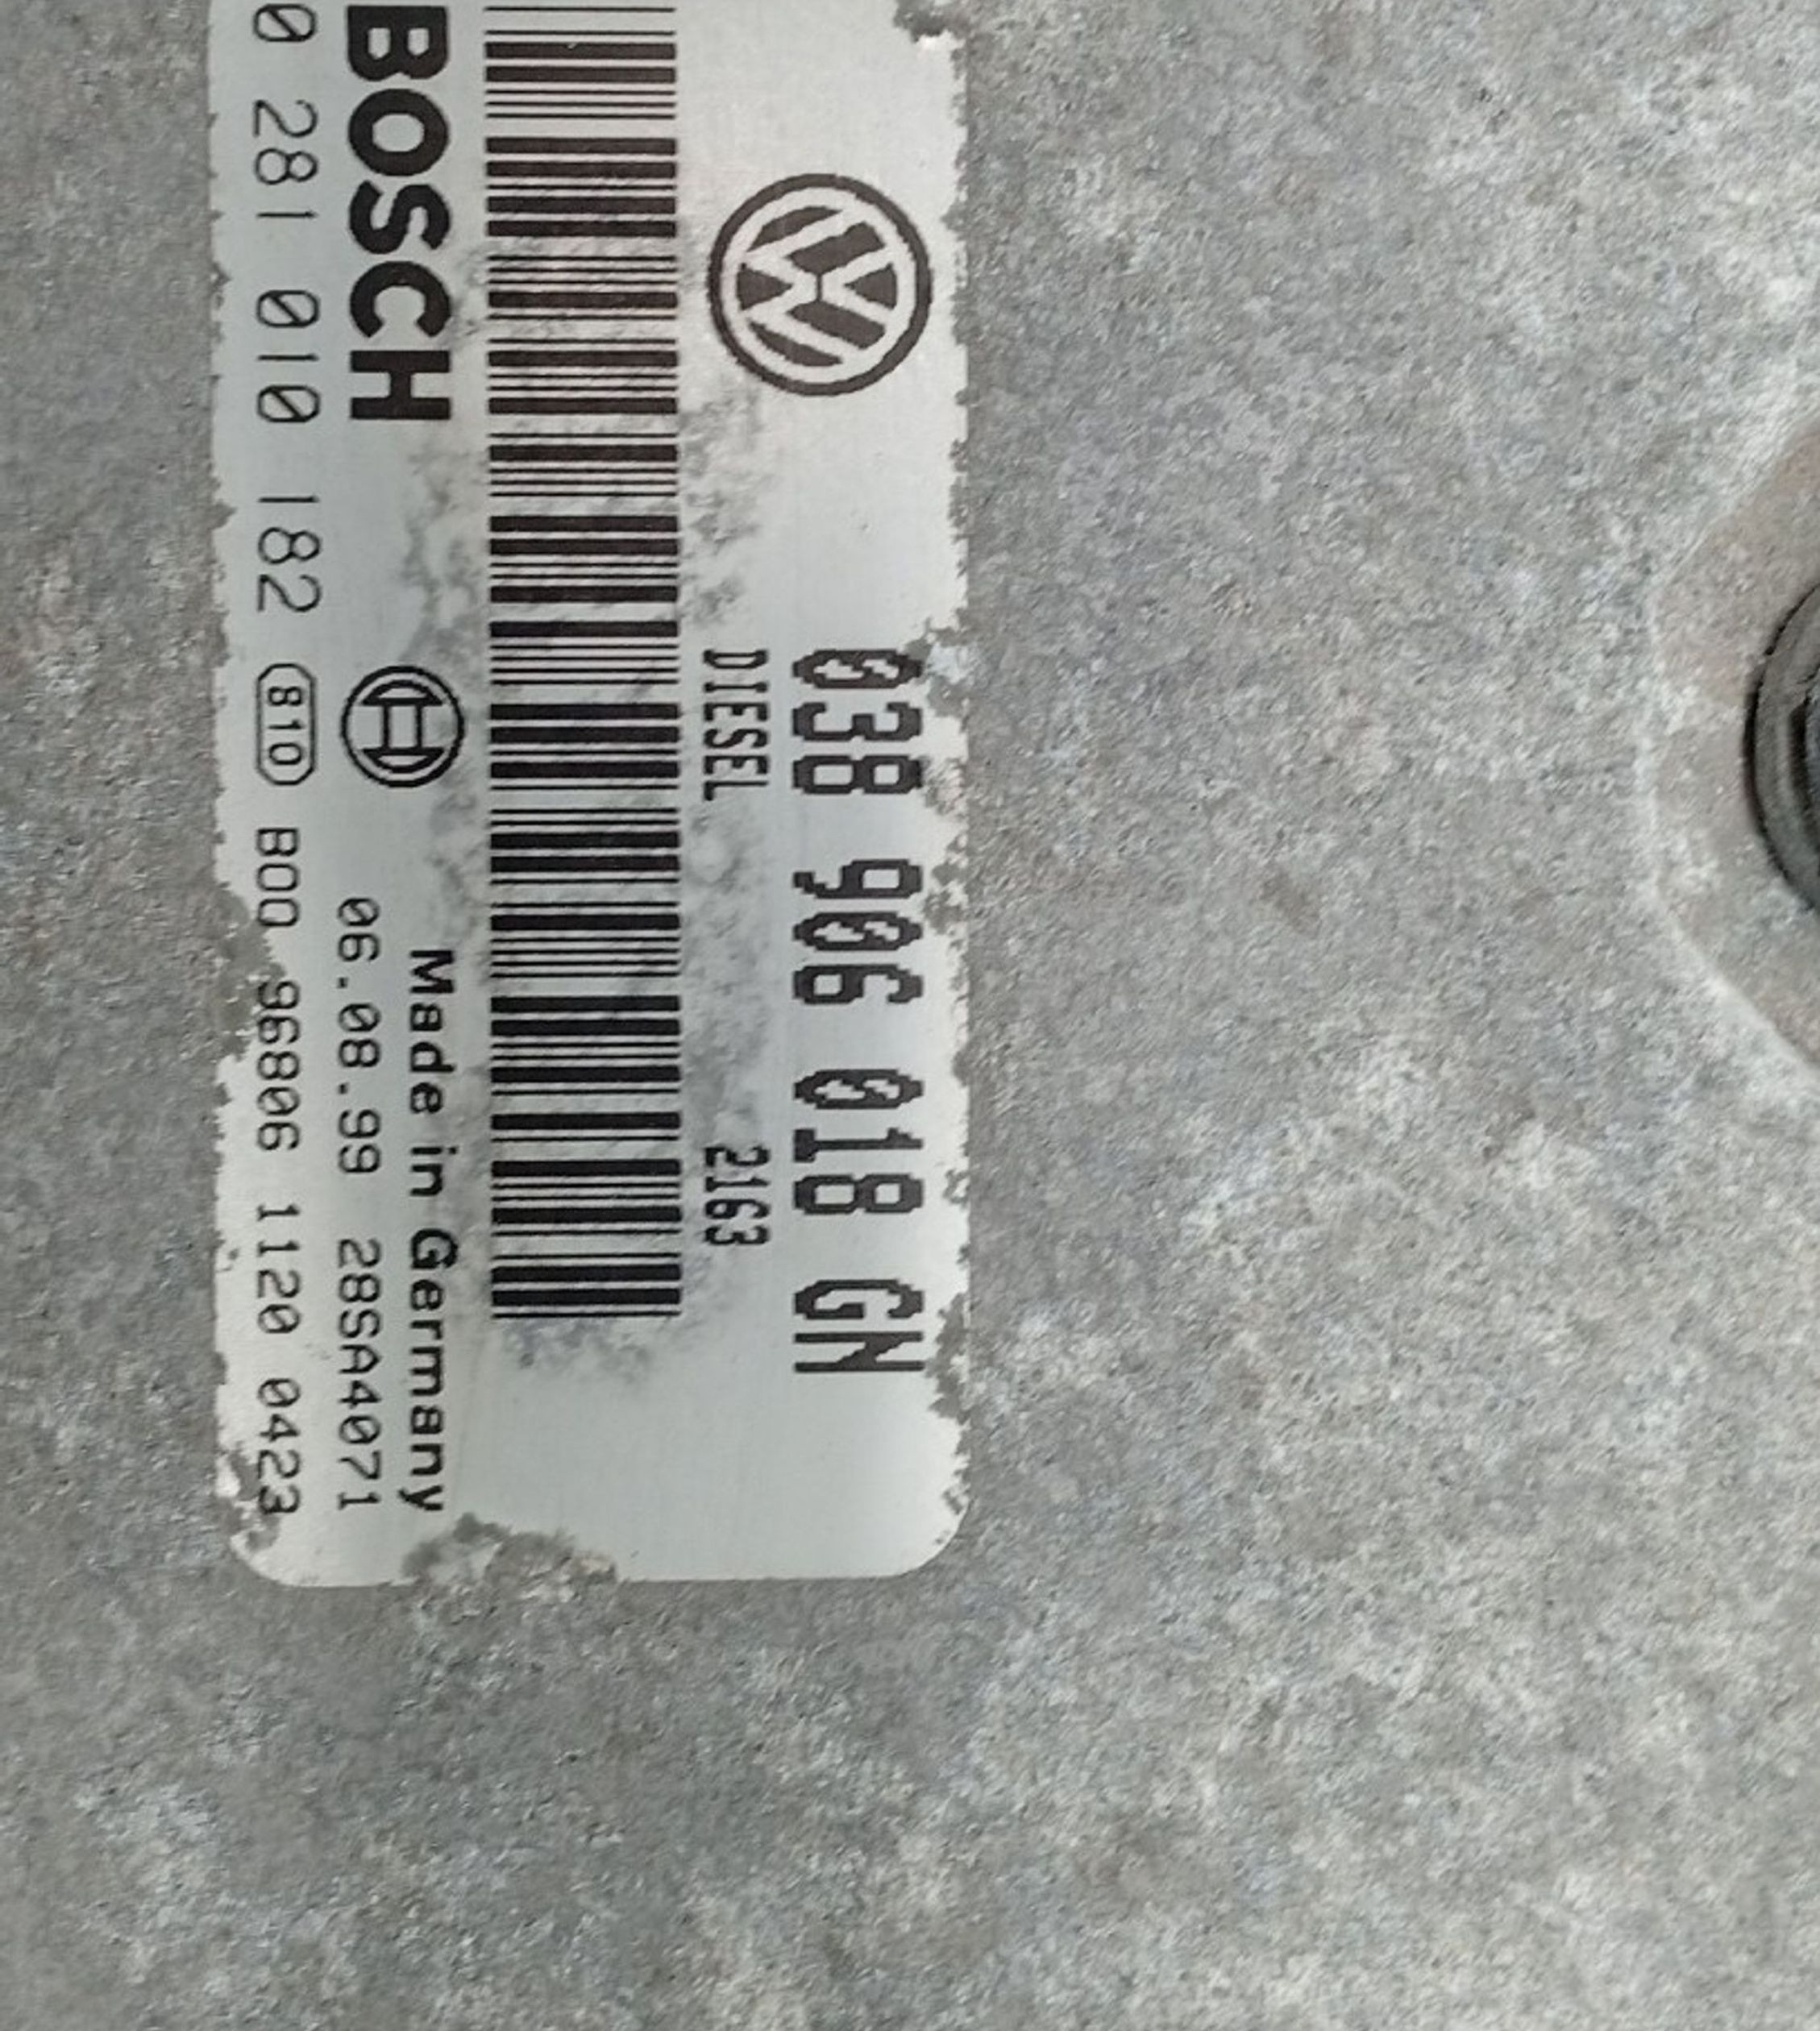 038 906 018 GN
DIESEL 2163
BOSCH Made in Germany
06.08.99 28SA4071
0 281 010 182 810 B00 96806 1120 0423